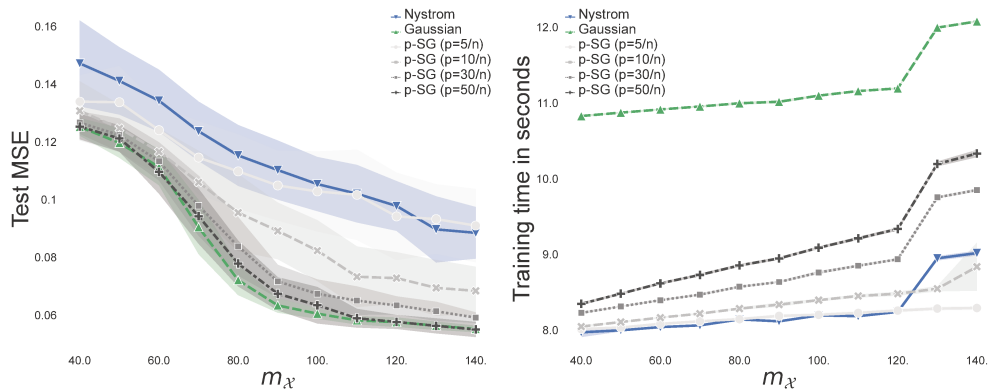 0.16
0.14
0.12
0.1
0.08
0.06
Test MSE
40.0
60.0
80.0
100.
120.
140.
m𝒳
Nystrom
Gaussian
p-SG (p=5/n)
p-SG (p=10/n)
p-SG (p=30/n)
p-SG (p=50/n)
12.0
11.0
10.0
9.0
8.0
Training time in seconds
40.0
60.0
80.0
100.
120.
140.
m𝒳
Nystrom
Gaussian
p-SG (p=5/n)
p-SG (p=10/n)
p-SG (p=30/n)
p-SG (p=50/n)